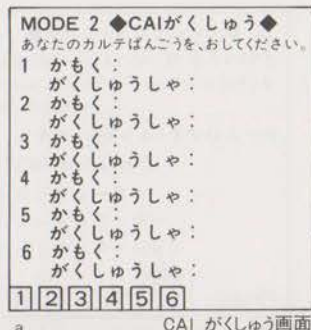 MODE 2 ◆CAIがくしゅう◆
あなたのカルテばんごうを、おしてください。
1 かもく:
がくしゅうしゃ:
2 かもく:
がくしゅうしゃ:
3 かもく:
がくしゅうしゃ:
4 かもく:
がくしゅうしゃ:
5 かもく:
がくしゅうしゃ:
6 かもく:
がくしゅうしゃ:
1 2 3 4 5 6
a CAI がくしゅう画面